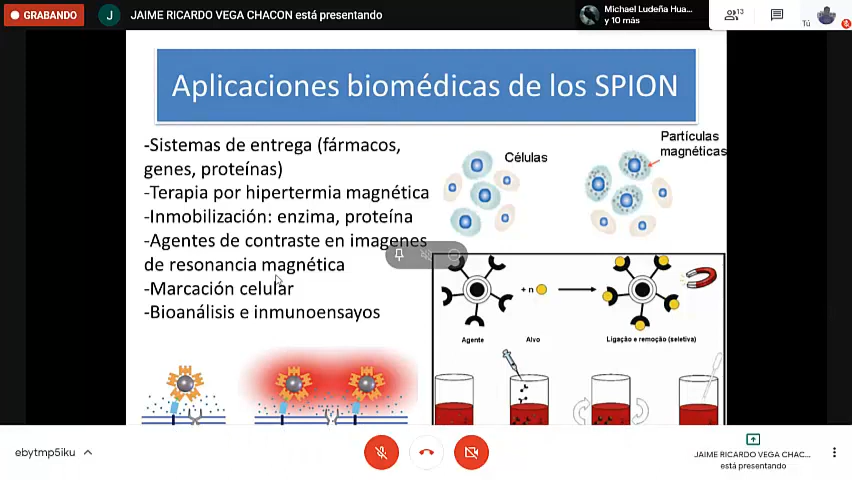 GRABANDO
J
JAIME RICARDO VEGA CHACON está presentando
Michael Ludeña Hua...
y 10 más
13
Tú
Aplicaciones biomédicas de los SPION
-Sistemas de entrega (fármacos,
genes, proteínas)
-Terapia por hipertermia magnética
-Inmobilización: enzima, proteína
-Agentes de contraste en imagenes
de resonancia magnética
-Marcación celular
-Bioanálisis e inmunoensayos
Células
Partículas
magnéticas
+ n
Agente
Alvo
Ligação e remoção (seletiva)
ebytmp5iku
JAIME RICARDO VEGA CHAC...
está presentando